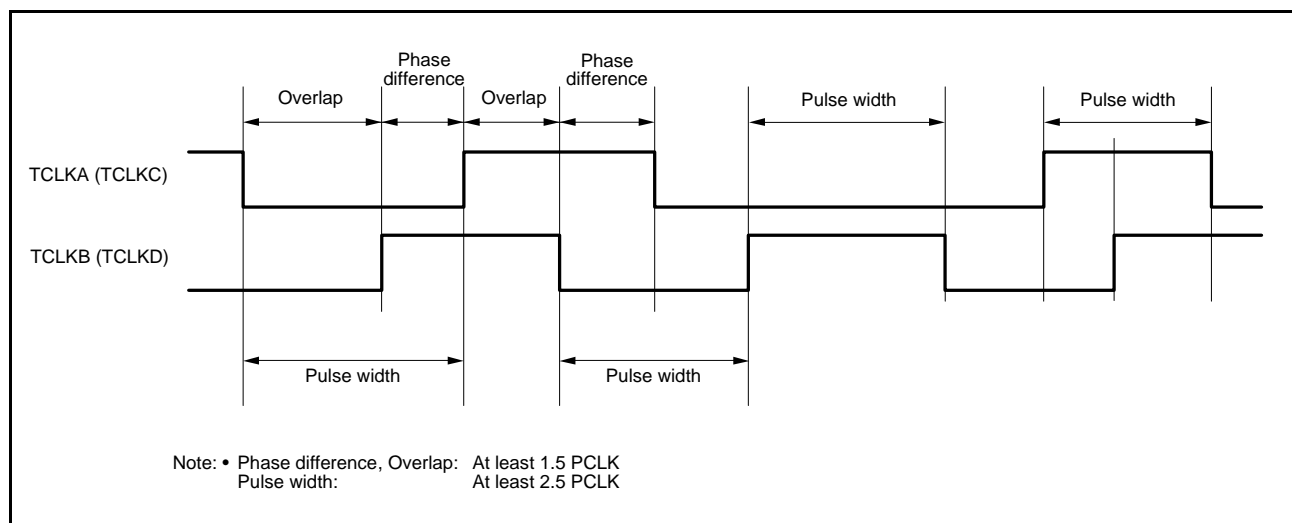 Phase
difference
Phase
difference
Overlap
Overlap
Pulse width
Pulse width
TCLKA (TCLKC)
TCLKB (TCLKD)
Pulse width
Pulse width
Note: • Phase difference, Overlap: At least 1.5 PCLK
Pulse width: At least 2.5 PCLK